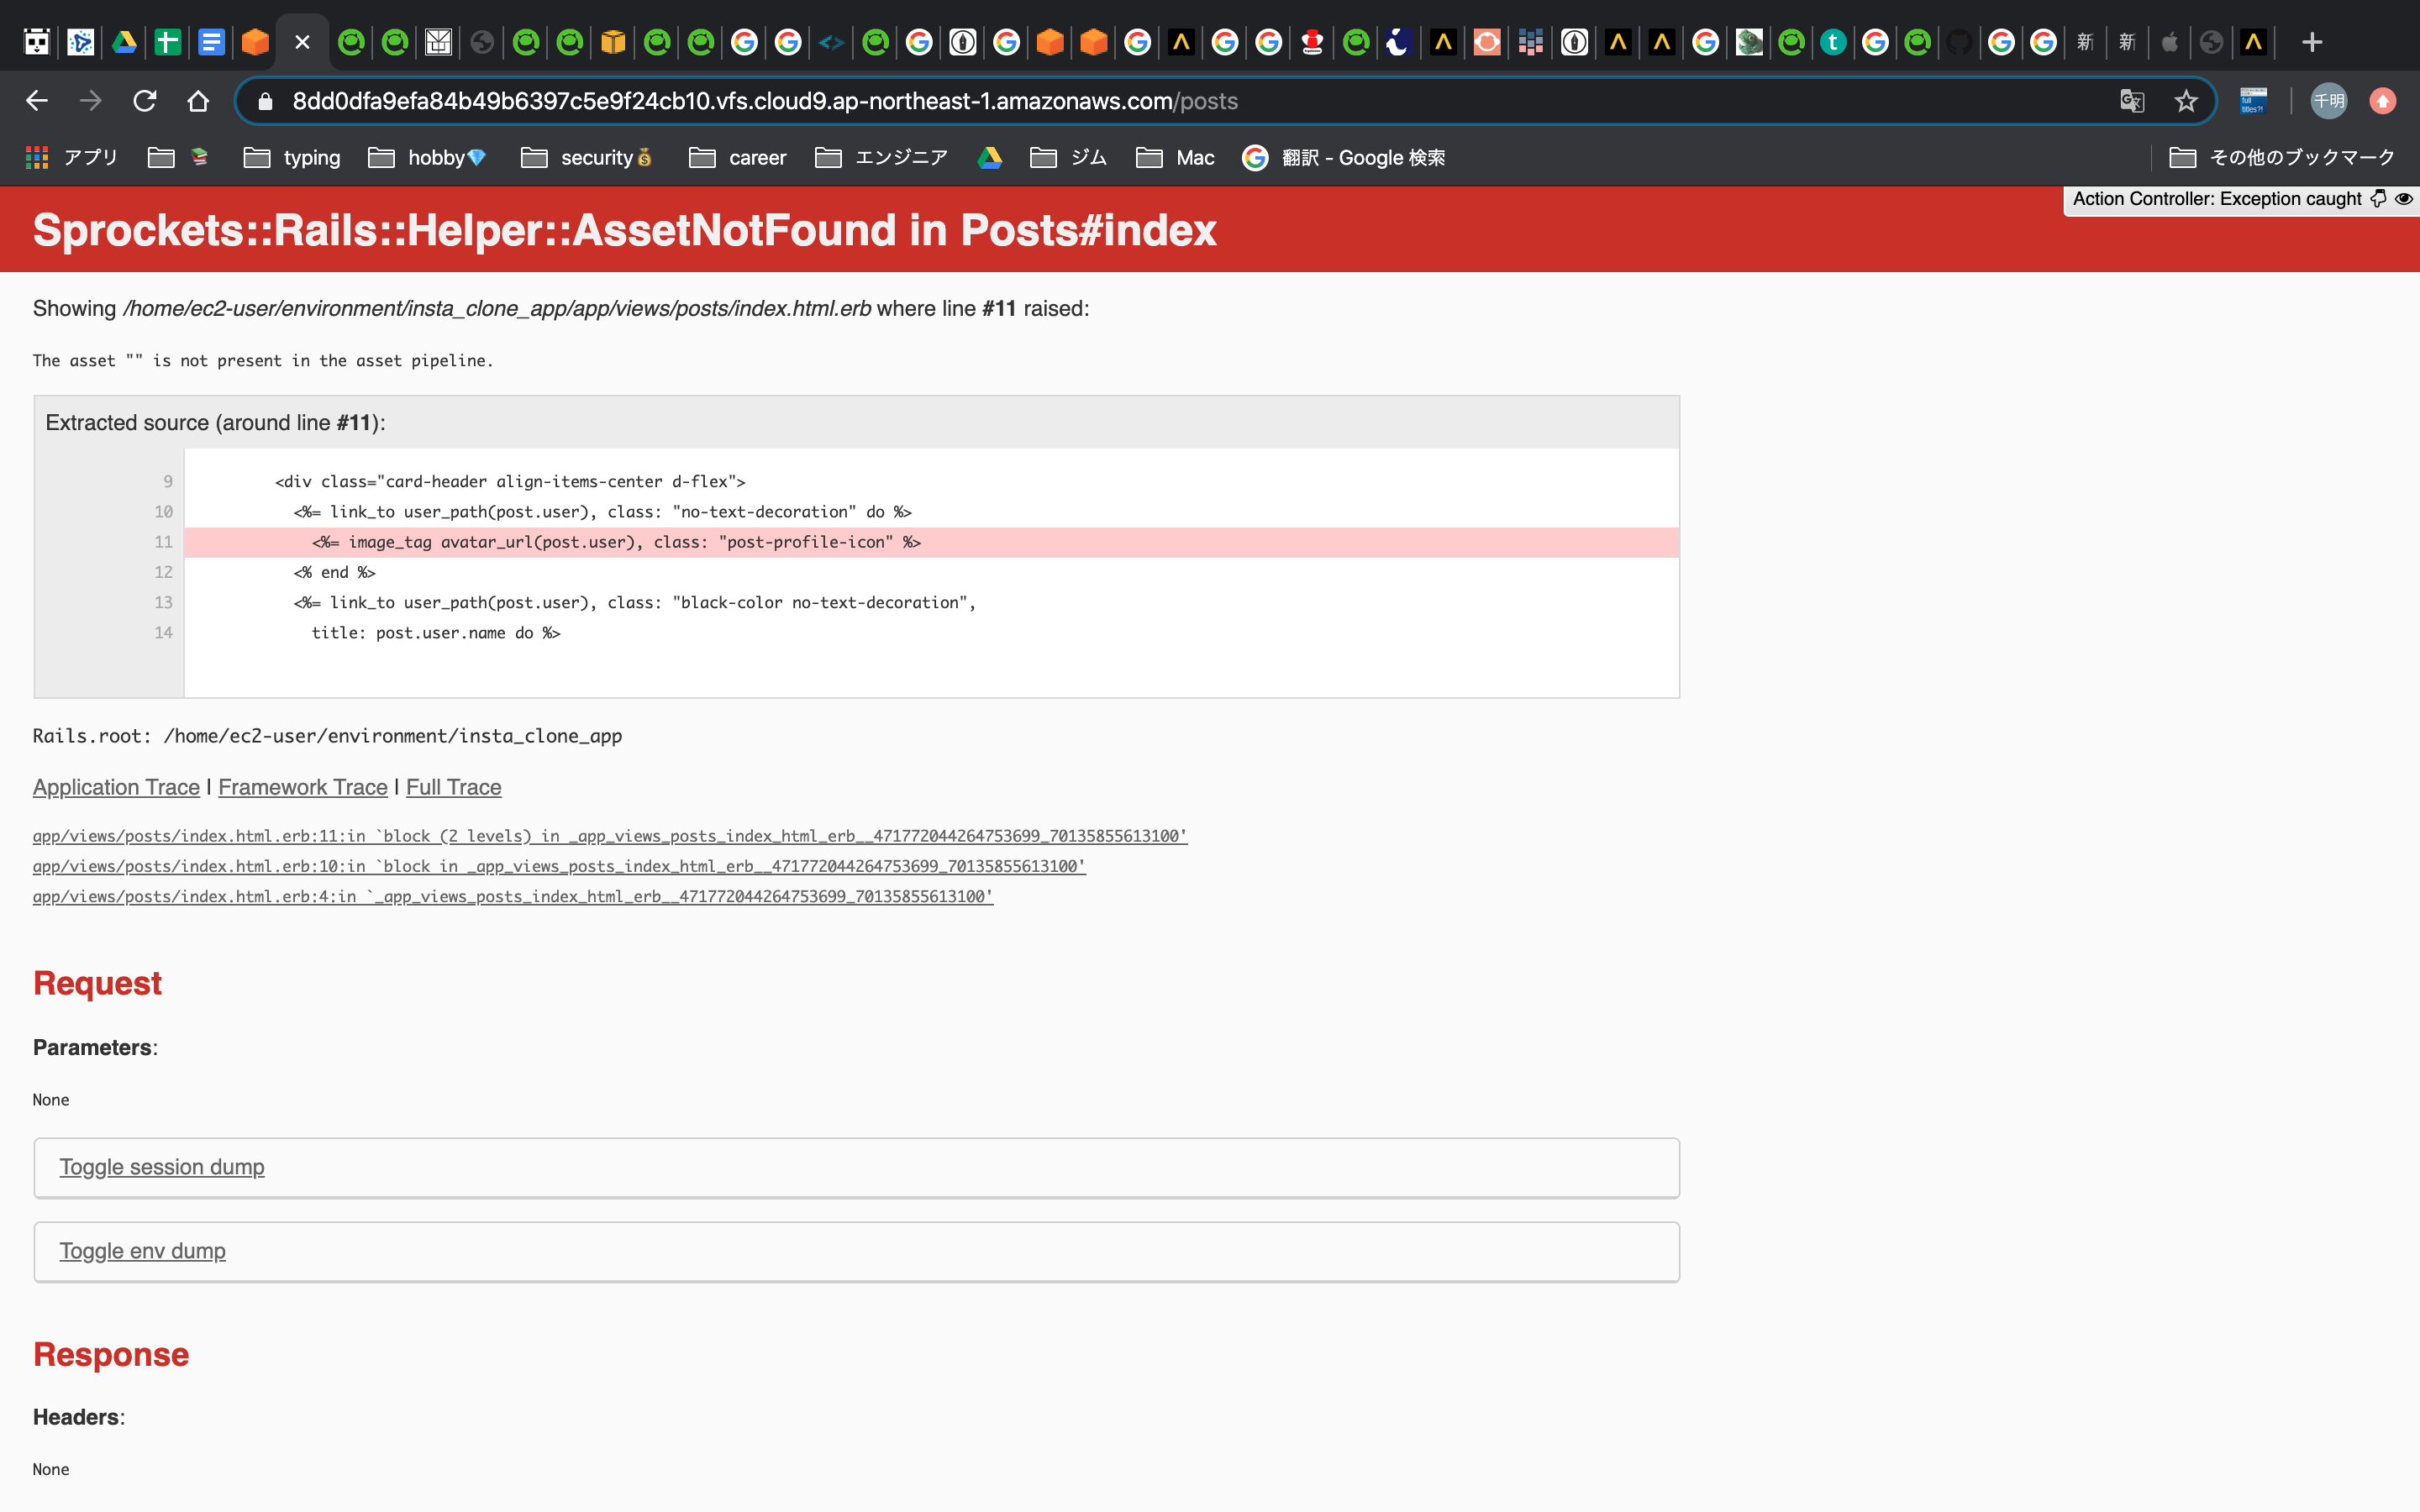 新 新
8dd0dfa9efa84b49b6397c5e9f24cb10.vfs.cloud9.ap-northeast-1.amazonaws.com/posts
千明
アプリ typing hobby security career エンジニア ジム Mac 翻訳 - Google 検索 その他のブックマーク
Action Controller: Exception caught
Sprockets::Rails::Helper::AssetNotFound in Posts#index
Showing /home/ec2-user/environment/insta_clone_app/app/views/posts/index.html.erb where line #11 raised:
The asset "" is not present in the asset pipeline.
Extracted source (around line #11):
9 <div class="card-header align-items-center d-flex">
10 <%= link_to user_path(post.user), class: "no-text-decoration" do %>
11 <%= image_tag avatar_url(post.user), class: "post-profile-icon" %>
12 <% end %>
13 <%= link_to user_path(post.user), class: "black-color no-text-decoration",
14 title: post.user.name do %>
Rails.root: /home/ec2-user/environment/insta_clone_app
Application Trace | Framework Trace | Full Trace
app/views/posts/index.html.erb:11:in `block (2 levels) in _app_views_posts_index_html_erb__471772044264753699_70135855613100'
app/views/posts/index.html.erb:10:in `block in _app_views_posts_index_html_erb__471772044264753699_70135855613100'
app/views/posts/index.html.erb:4:in `_app_views_posts_index_html_erb__471772044264753699_70135855613100'
Request
Parameters:
None
Toggle session dump
Toggle env dump
Response
Headers:
None